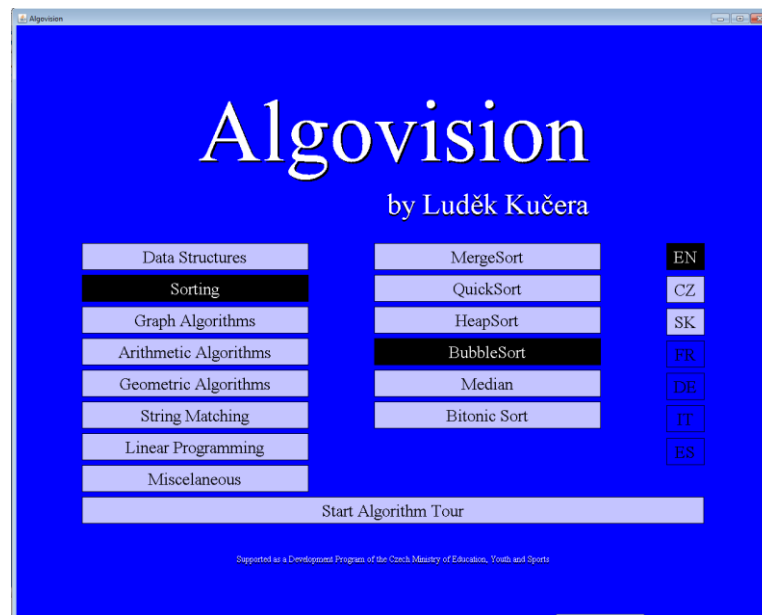 Algovision
Algovision
by Luděk Kučera
Data Structures
Sorting
Graph Algorithms
Arithmetic Algorithms
Geometric Algorithms
String Matching
Linear Programming
Miscelaneous
MergeSort
QuickSort
HeapSort
BubbleSort
Median
Bitonic Sort
EN
CZ
SK
FR
DE
IT
ES
Start Algorithm Tour
Supported as a Development Program of the Czech Ministry of Education, Youth and Sports